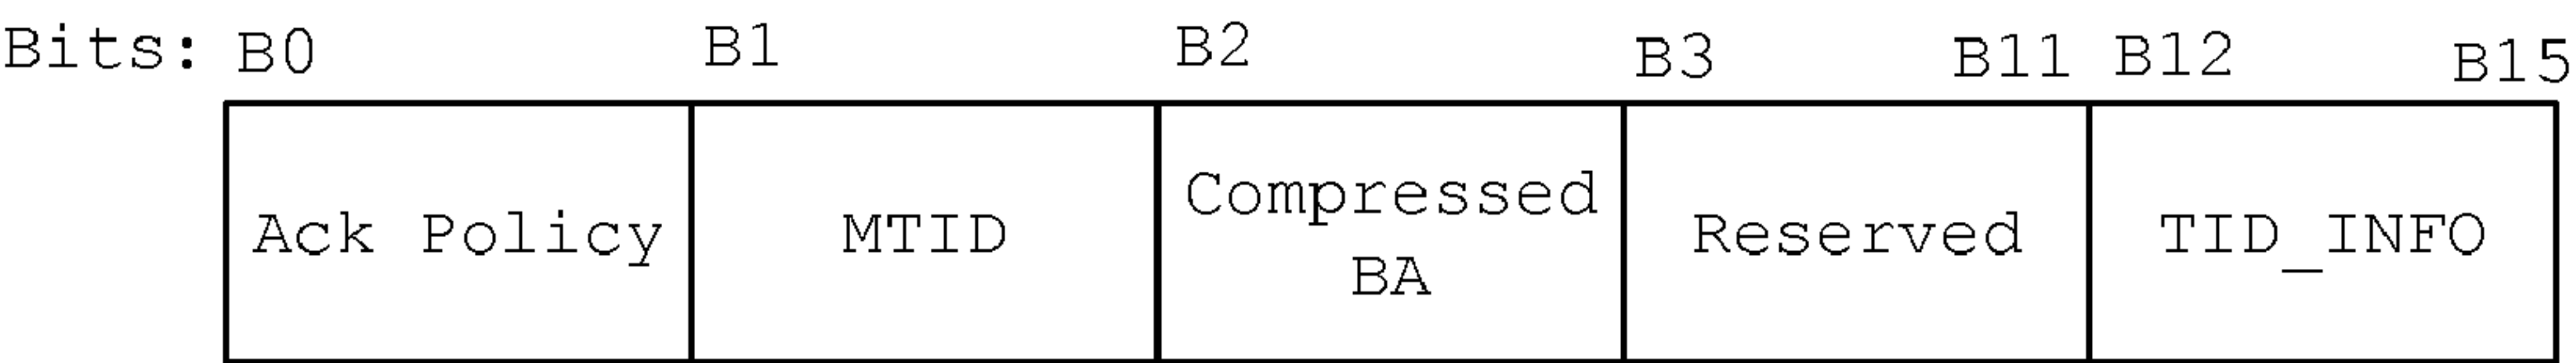 Bits: B0 B1 B2 B3 B11 B12 B15
Ack Policy MTID Compressed BA Reserved TID_INFO